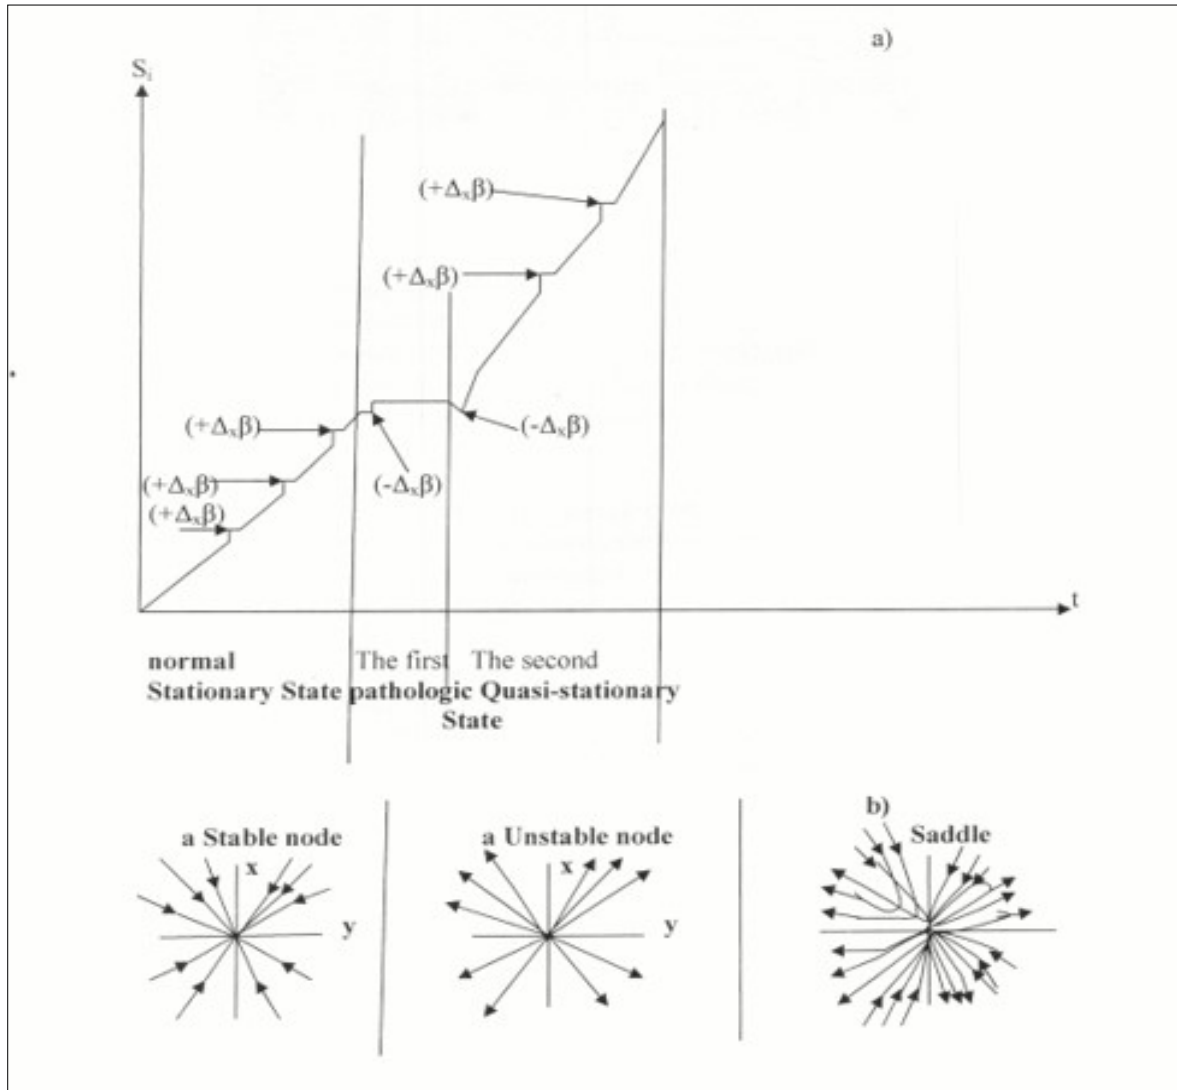 a)
Sᵢ
(+Δₓβ)
(+Δₓβ)
(+Δₓβ)
(-Δₓβ)
(+Δₓβ)
(-Δₓβ)
(+Δₓβ)
t
normal The first The second
Stationary State pathologic Quasi-stationary
State
b)
a Stable node a Unstable node Saddle
x x
y y